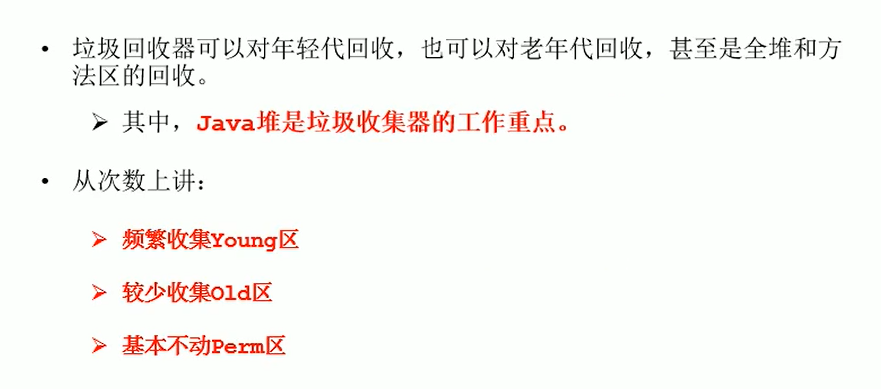 • 垃圾回收器可以对年轻代回收，也可以对老年代回收，甚至是全堆和方
法区的回收。
➢ 其中，Java堆是垃圾收集器的工作重点。
• 从次数上讲：
➢ 频繁收集Young区
➢ 较少收集Old区
➢ 基本不动Perm区